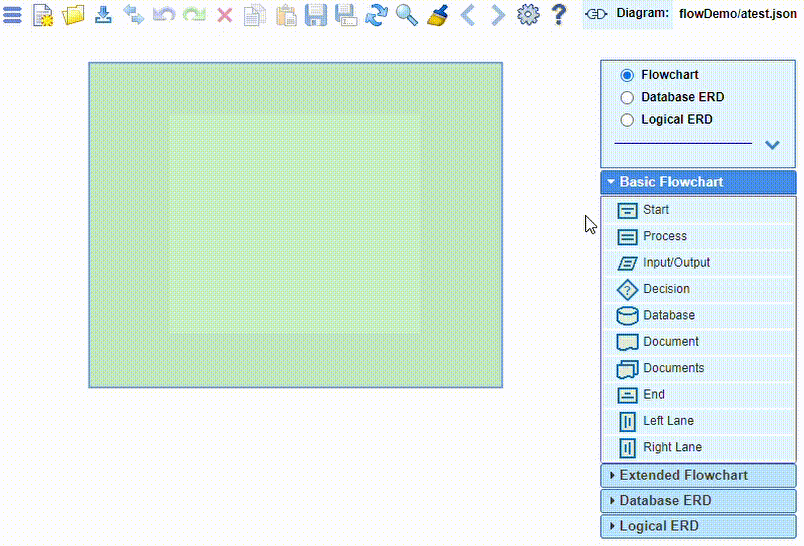 Diagram: flowDemo/atest.json
Flowchart
Database ERD
Logical ERD
Basic Flowchart
Start
Process
Input/Output
Decision
Database
Document
Documents
End
Left Lane
Right Lane
Extended Flowchart
Database ERD
Logical ERD